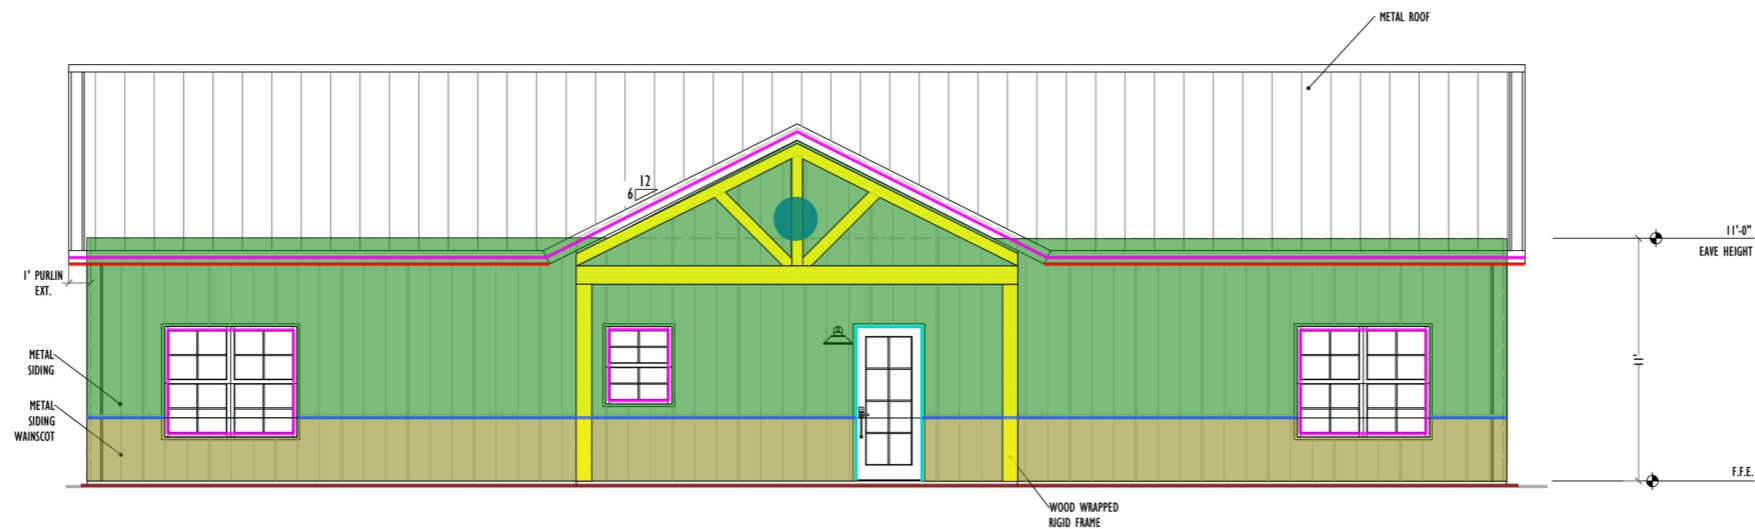 METAL ROOF
12
6
11'-0"
EAVE HEIGHT
1' PURLIN
EXT.
METAL
SIDING
11'
METAL
SIDING
WAINSCOT
F.F.E.
WOOD WRAPPED
RIGID FRAME